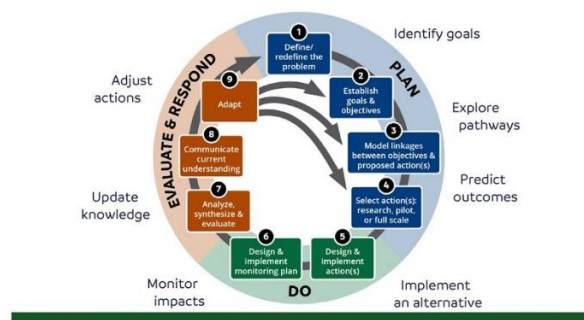 Identify goals
1
Define/
redefine the
problem
PLAN
2
Establish
goals &
objectives
Explore
pathways
3
Model linkages
between objectives &
proposed action(s)
Predict
outcomes
4
Select action(s):
research, pilot,
or full scale
Implement
an alternative
5
Design &
implement
action(s)
DO
6
Design &
implement
monitoring plan
Monitor
impacts
7
Analyze,
synthesize &
evaluate
Update
knowledge
8
Communicate
current
understanding
EVALUATE & RESPOND
9
Adapt
Adjust
actions